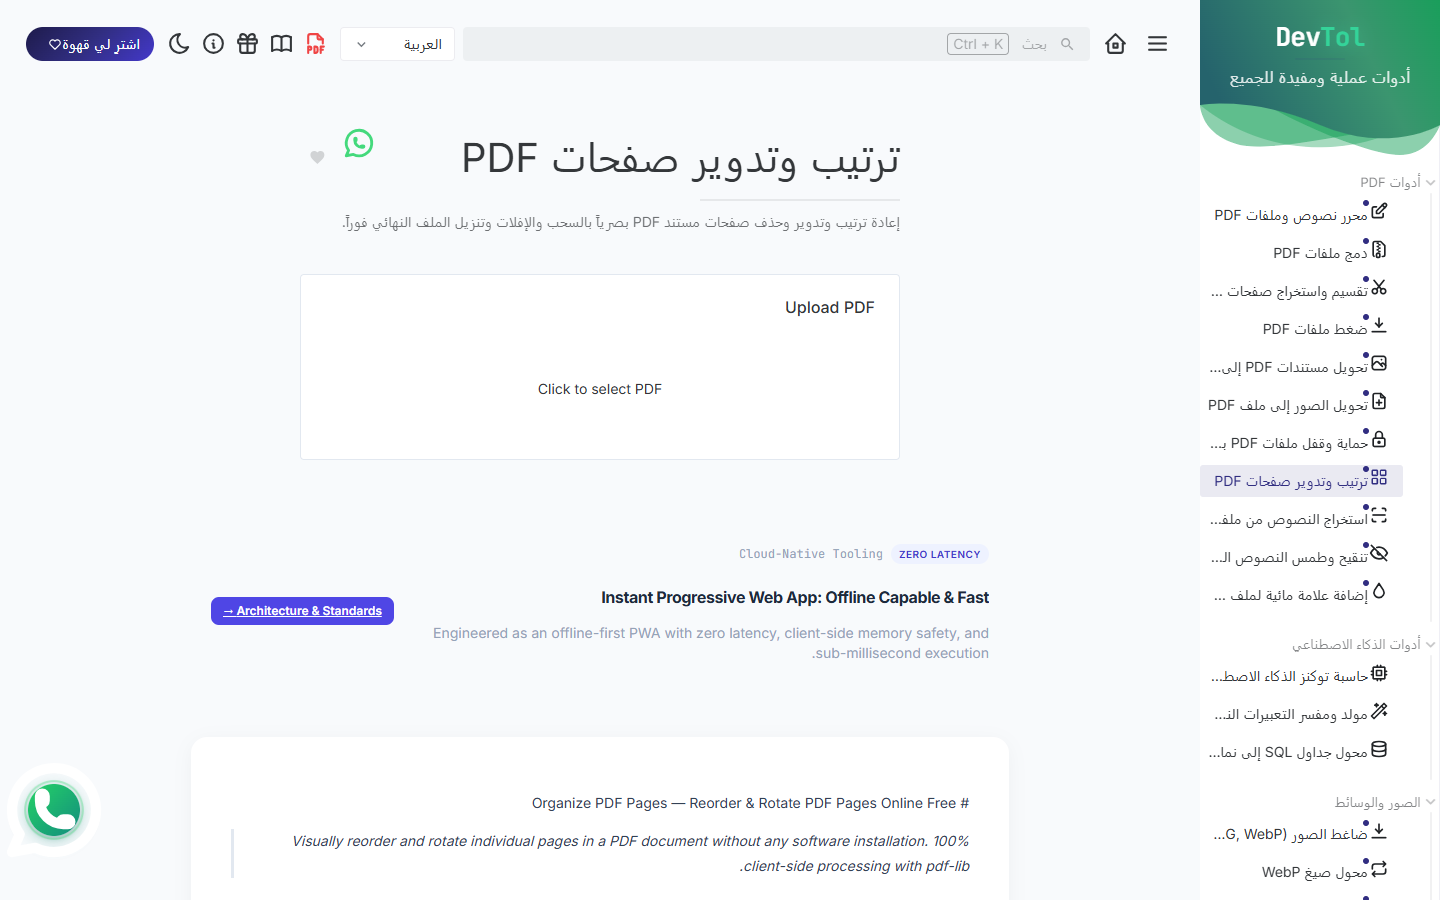 DevTol
أدوات عملية ومفيدة للجميع
بحث
Ctrl + K
العربية
PDF
اشترِ لي قهوة
أدوات PDF
محرر نصوص وملفات PDF
دمج ملفات PDF
تقسيم واستخراج صفحات ...
ضغط ملفات PDF
تحويل مستندات PDF إلى...
تحويل الصور إلى ملف PDF
حماية وقفل ملفات PDF بـ...
ترتيب وتدوير صفحات PDF
استخراج النصوص من ملفـ...
تنقيح وطمس النصوص الـ...
إضافة علامة مائية لملف ...
أدوات الذكاء الاصطناعي
حاسبة توكنز الذكاء الاصطـ...
مولد ومفسر التعبيرات النـ...
محول جداول SQL إلى نما...
الصور والوسائط
ضاغط الصور (G, WebP...
محول صيغ WebP
ترتيب وتدوير صفحات PDF
إعادة ترتيب وتدوير وحذف صفحات مستند PDF بصرياً بالسحب والإفلات وتنزيل الملف النهائي فوراً.
Upload PDF
Click to select PDF
ZERO LATENCY
Cloud-Native Tooling
Instant Progressive Web App: Offline Capable & Fast
Engineered as an offline-first PWA with zero latency, client-side memory safety, and
sub-millisecond execution.
Architecture & Standards →
# Organize PDF Pages — Reorder & Rotate PDF Pages Online Free
Visually reorder and rotate individual pages in a PDF document without any software installation. 100%
client-side processing with pdf-lib.